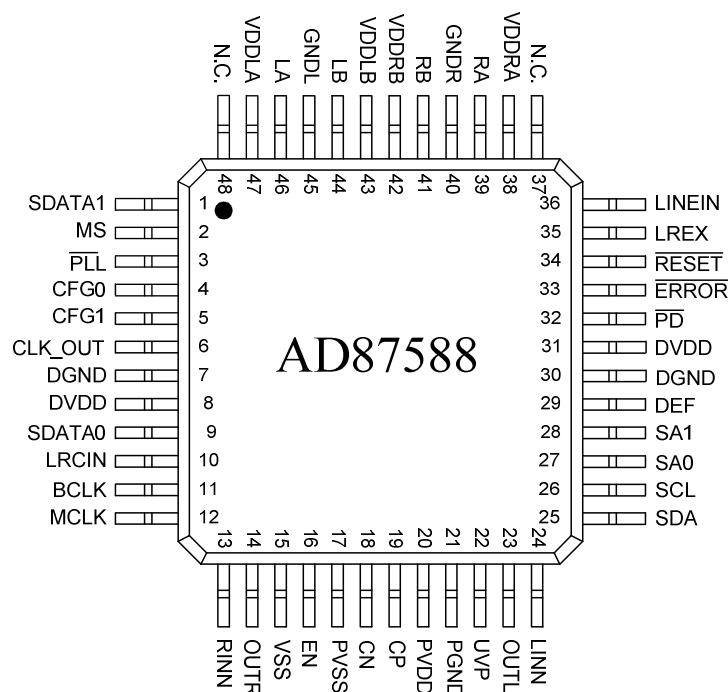 N.C. VDDLA LA GNDL LB VDDLB VDDRB RB GNDR RA VDDRA N.C.
48 47 46 45 44 43 42 41 40 39 38 37
SDATA1 1 36 LINEIN
MS 2 35 LREX
PLL 3 34 RESET
CFG0 4 33 ERROR
CFG1 5 32 PD
CLK_OUT 6 AD87588 31 DVDD
DGND 7 30 DGND
DVDD 8 29 DEF
SDATA0 9 28 SA1
LRCIN 10 27 SA0
BCLK 11 26 SCL
MCLK 12 25 SDA
13 14 15 16 17 18 19 20 21 22 23 24
RINN OUTR VSS EN PVSS CN CP PVDD PGND UVP OUTL LINN